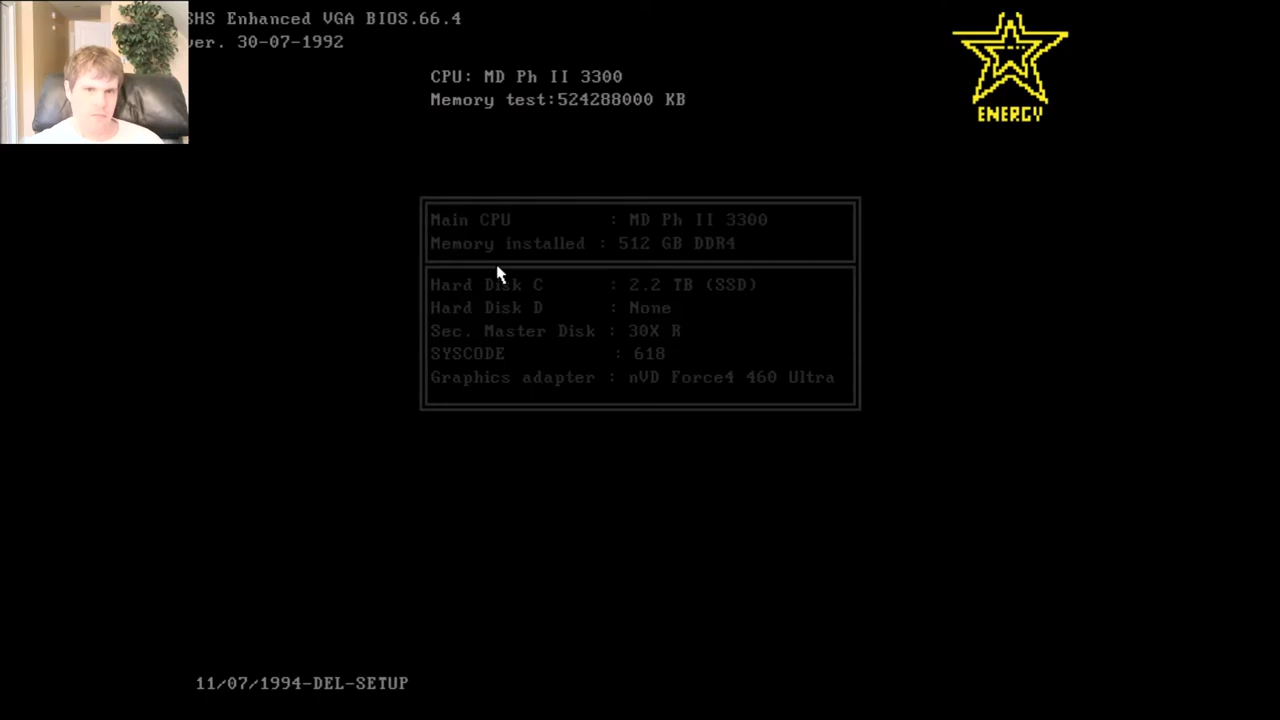 SHS Enhanced VGA BIOS.66.4
ver. 30-07-1992
CPU: MD Ph II 3300
Memory test:524288000 KB
ENERGY
Main CPU : MD Ph II 3300
Memory installed : 512 GB DDR4
Hard Disk C : 2.2 TB (SSD)
Hard Disk D : None
Sec. Master Disk : 30X R
SYSCODE : 618
Graphics adapter : nVD Force4 460 Ultra
11/07/1994-DEL-SETUP